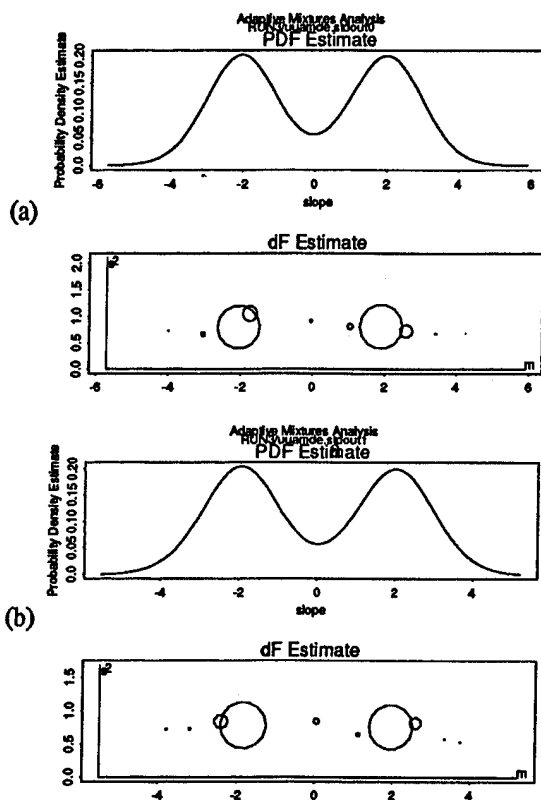 Adaptive Mixtures Analysis
PDF Estimate
Probability Density Estimate
0.0 0.05 0.10 0.15 0.20
-6 -4 -2 0 2 4 6
slope
(a)
dF Estimate
0.0 0.5 1.0 1.5 2.0
m
-6 -4 -2 0 2 4 6
Adaptive Mixtures Analysis
PDF Estimate
Probability Density Estimate
0.0 0.05 0.10 0.15 0.20
-4 -2 0 2 4
slope
(b)
dF Estimate
0.0 0.5 1.0 1.5
m
-4 -2 0 2 4